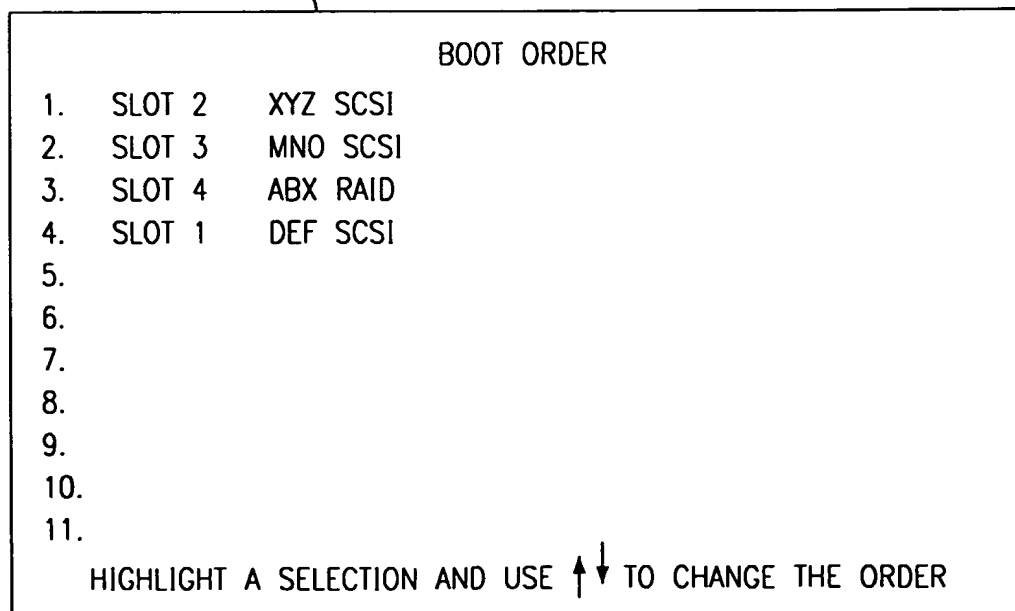 BOOT ORDER
1. SLOT 2 XYZ SCSI
2. SLOT 3 MNO SCSI
3. SLOT 4 ABX RAID
4. SLOT 1 DEF SCSI
5.
6.
7.
8.
9.
10.
11.
HIGHLIGHT A SELECTION AND USE ↑↓ TO CHANGE THE ORDER